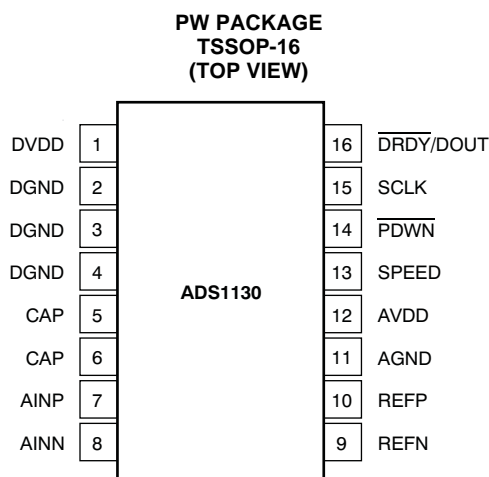 PW PACKAGE
TSSOP-16
(TOP VIEW)
DVDD 1 16 DRDY/DOUT
DGND 2 15 SCLK
DGND 3 14 PDWN
DGND 4 13 SPEED
ADS1130
CAP 5 12 AVDD
CAP 6 11 AGND
AINP 7 10 REFP
AINN 8 9 REFN